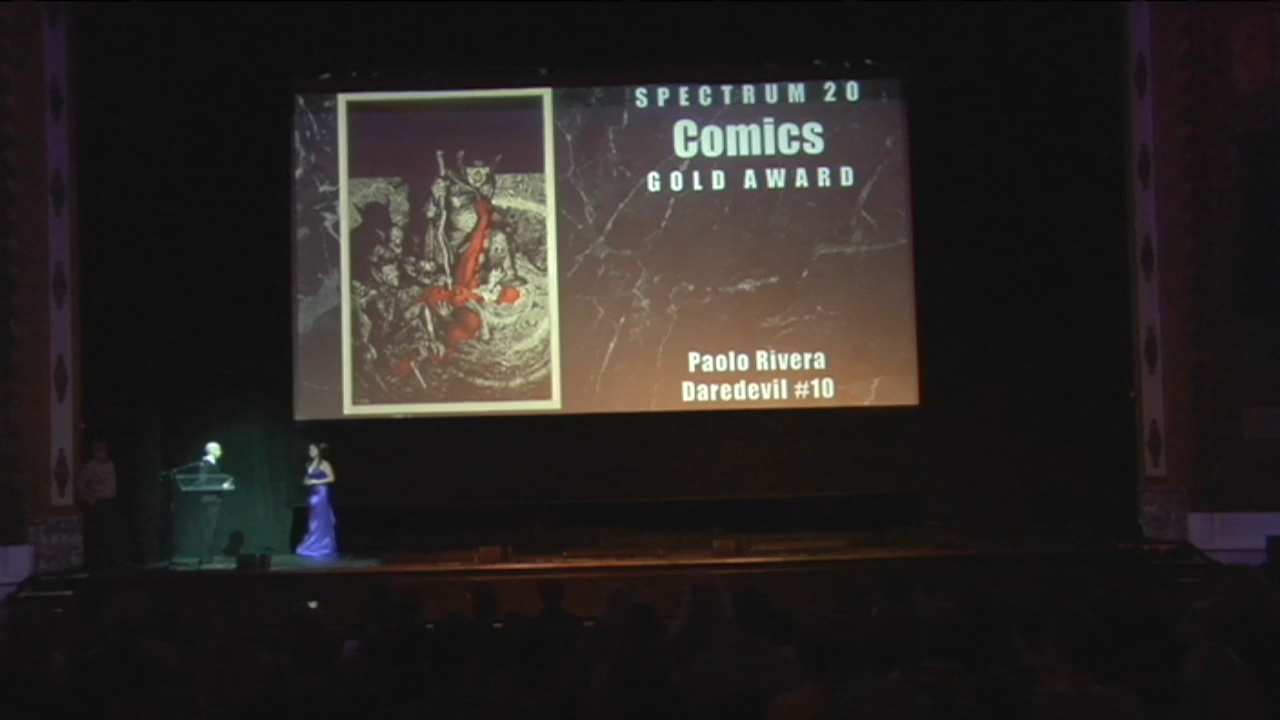 SPECTRUM 20
Comics
GOLD AWARD
Paolo Rivera
Daredevil #10